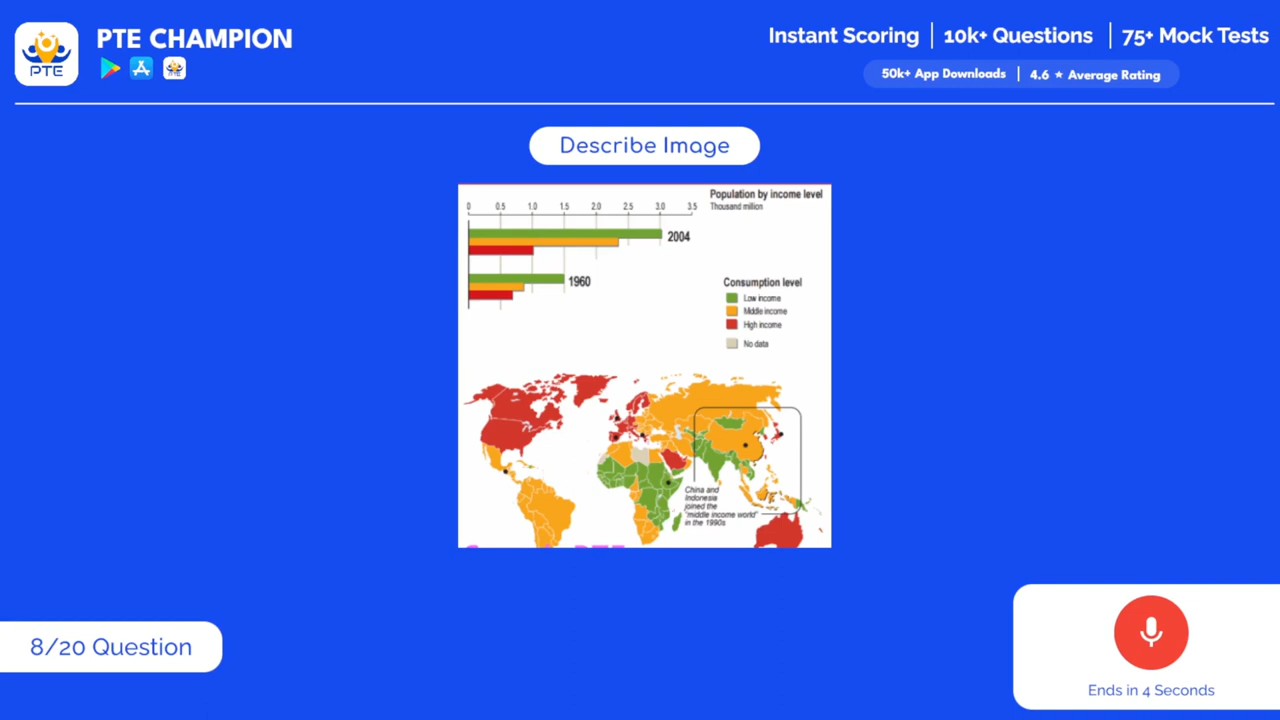 PTE CHAMPION
PTE
Instant Scoring | 10k+ Questions | 75+ Mock Tests
50k+ App Downloads | 4.6 ★ Average Rating
Describe Image
Population by income level
Thousand million
0 0.5 1.0 1.5 2.0 2.5 3.0 3.5
2004
1960
Consumption level
Low income
Middle income
High income
No data
China and
Indonesia
joined the
"middle income world"
in the 1990s
8/20 Question
Ends in 4 Seconds